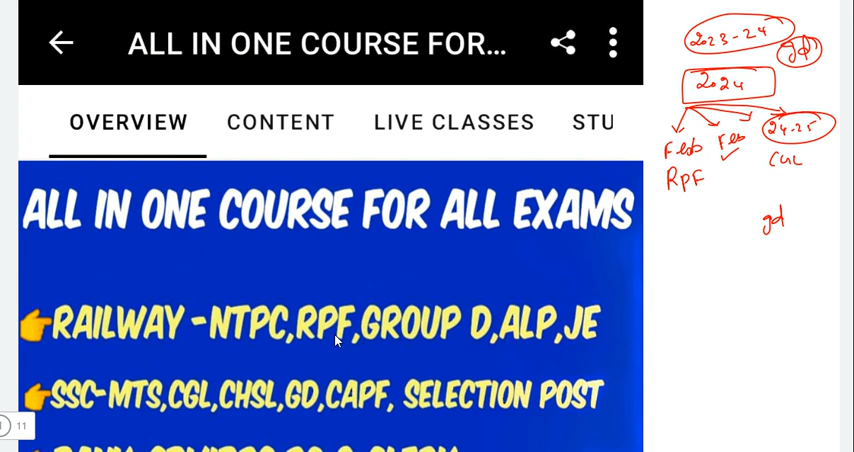 ALL IN ONE COURSE FOR...
OVERVIEW CONTENT LIVE CLASSES STU
ALL IN ONE COURSE FOR ALL EXAMS
RAILWAY -NTPC,RPF,GROUP D,ALP,JE
SSC-MTS,CGL,CHSL,GD,CAPF, SELECTION POST
11
2023-24
gd
2024
24-25
Feb
RPF
gd